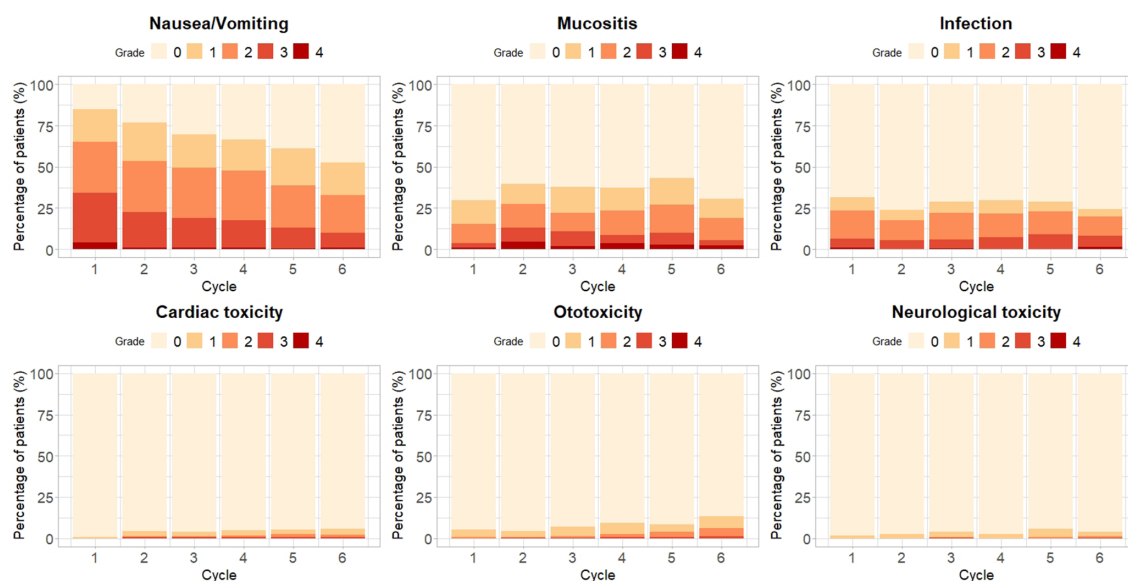 Nausea/Vomiting
Grade 0 1 2 3 4
Percentage of patients (%)
100
75
50
25
0
1 2 3 4 5 6
Cycle
Mucositis
Grade 0 1 2 3 4
Percentage of patients (%)
100
75
50
25
0
1 2 3 4 5 6
Cycle
Infection
Grade 0 1 2 3 4
Percentage of patients (%)
100
75
50
25
0
1 2 3 4 5 6
Cycle
Cardiac toxicity
Grade 0 1 2 3 4
Percentage of patients (%)
100
75
50
25
0
1 2 3 4 5 6
Cycle
Ototoxicity
Grade 0 1 2 3 4
Percentage of patients (%)
100
75
50
25
0
1 2 3 4 5 6
Cycle
Neurological toxicity
Grade 0 1 2 3 4
Percentage of patients (%)
100
75
50
25
0
1 2 3 4 5 6
Cycle